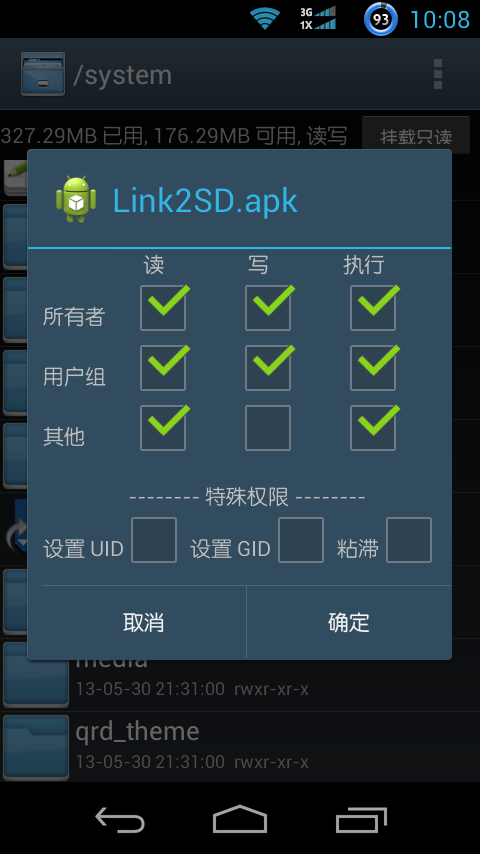 3G
1X
93
10:08
/system
327.29MB 已用, 176.29MB 可用, 读写
挂载只读
Link2SD.apk
读 写 执行
所有者
用户组
其他
-------- 特殊权限 --------
设置 UID 设置 GID 粘滞
取消 确定
media
13-05-30 21:31:00 rwxr-xr-x
qrd_theme
13-05-30 21:31:00 rwxr-xr-x